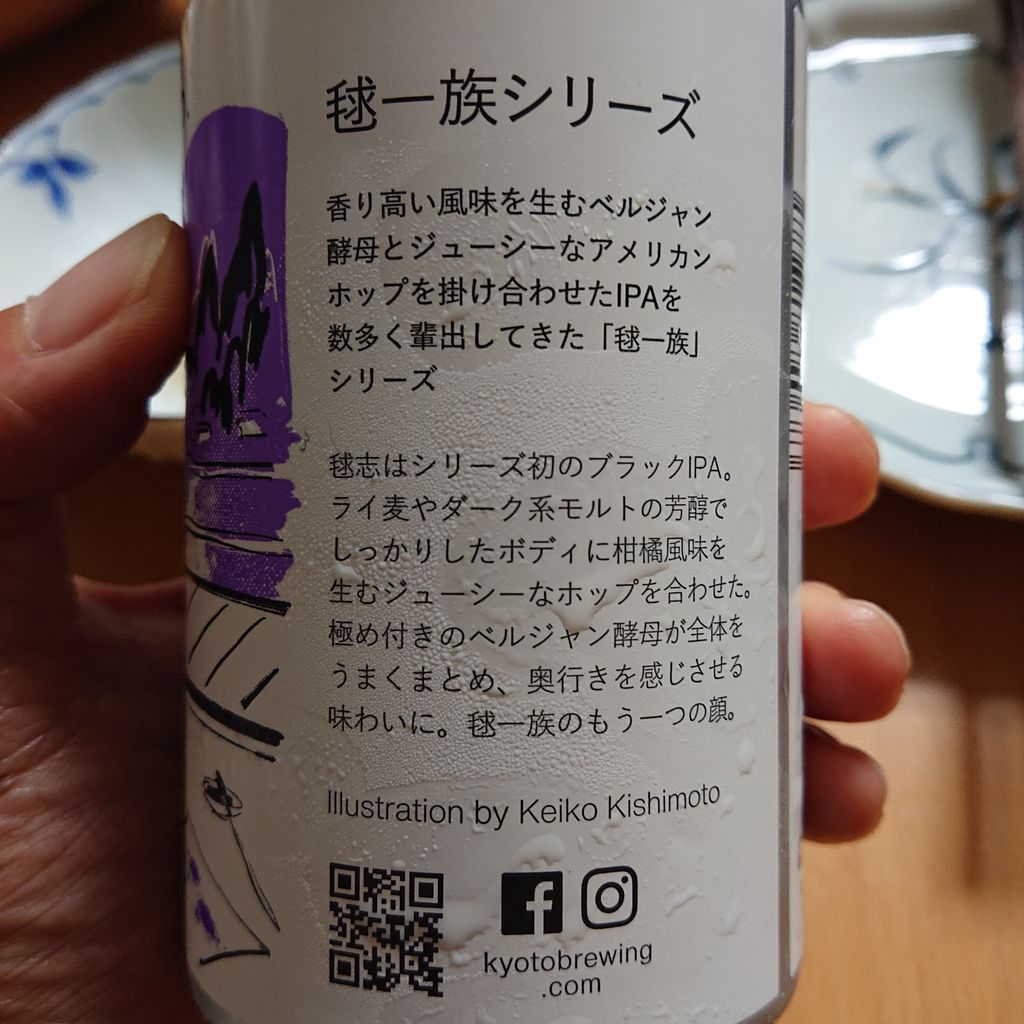 毬一族シリーズ
香り高い風味を生むベルジャン
酵母とジューシーなアメリカン
ホップを掛け合わせたIPAを
数多く輩出してきた「毬一族」
シリーズ
毬志はシリーズ初のブラックIPA。
ライ麦やダーク系モルトの芳醇で
しっかりしたボディに柑橘風味を
生むジューシーなホップを合わせた。
極め付きのベルジャン酵母が全体を
うまくまとめ、奥行きを感じさせる
味わいに。毬一族のもう一つの顔。
Illustration by Keiko Kishimoto
kyotobrewing
.com